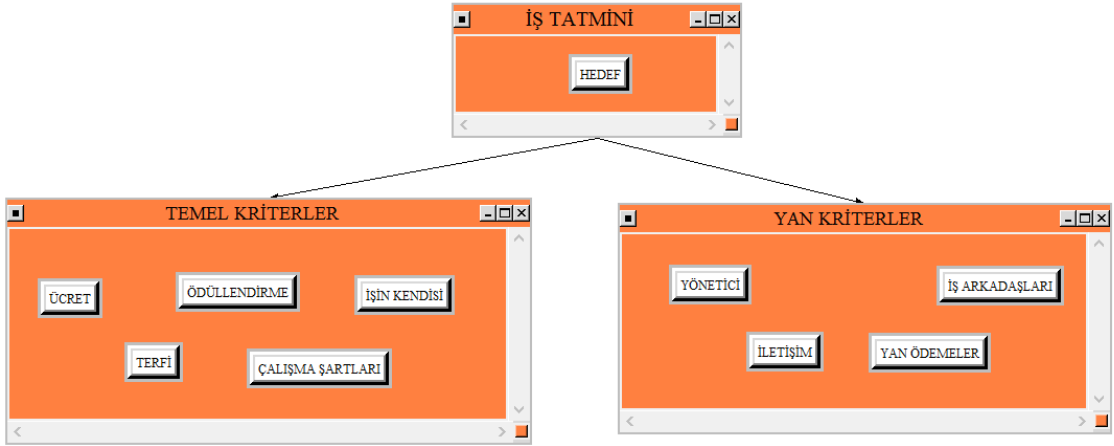 İŞ TATMİNİ
HEDEF
TEMEL KRİTERLER
ÜCRET
ÖDÜLLENDİRME
İŞİN KENDİSİ
TERFİ
ÇALIŞMA ŞARTLARI
YAN KRİTERLER
YÖNETİCİ
İŞ ARKADAŞLARI
İLETİŞİM
YAN ÖDEMELER